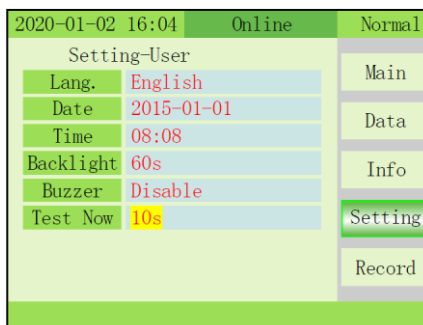 2020-01-02 16:04 Online Normal
Setting-User
Lang. English
Date 2015-01-01
Time 08:08
Backlight 60s
Buzzer Disable
Test Now 10s
Main
Data
Info
Setting
Record